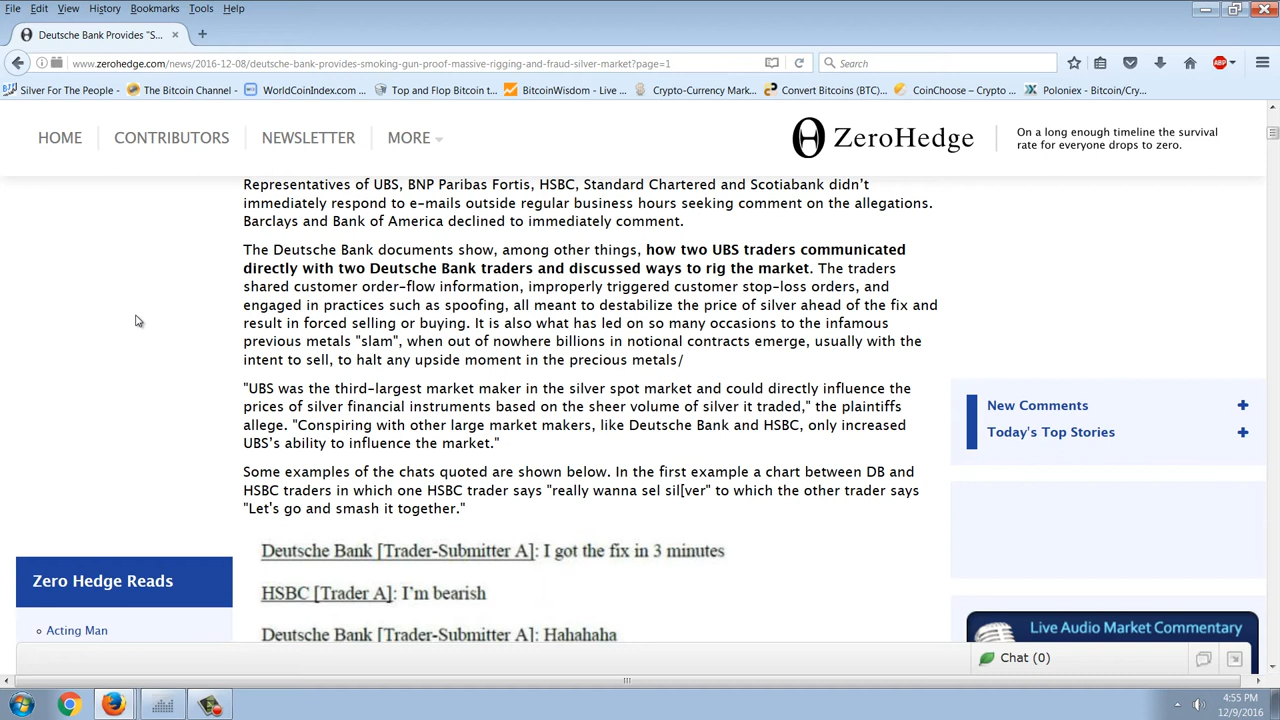 File Edit View History Bookmarks Tools Help
Deutsche Bank Provides "S...
www.zerohedge.com/news/2016-12-08/deutsche-bank-provides-smoking-gun-proof-massive-rigging-and-fraud-silver-market?page=1
Search
ABP
Silver For The People - ... The Bitcoin Channel - ... WorldCoinIndex.com ... Top and Flop Bitcoin t... BitcoinWisdom - Live ... Crypto-Currency Mark... Convert Bitcoins (BTC)... CoinChoose – Crypto ... Poloniex - Bitcoin/Cry...
HOME CONTRIBUTORS NEWSLETTER MORE
ZeroHedge
On a long enough timeline the survival
rate for everyone drops to zero.
Representatives of UBS, BNP Paribas Fortis, HSBC, Standard Chartered and Scotiabank didn't
immediately respond to e-mails outside regular business hours seeking comment on the allegations.
Barclays and Bank of America declined to immediately comment.
The Deutsche Bank documents show, among other things, how two UBS traders communicated
directly with two Deutsche Bank traders and discussed ways to rig the market. The traders
shared customer order-flow information, improperly triggered customer stop-loss orders, and
engaged in practices such as spoofing, all meant to destabilize the price of silver ahead of the fix and
result in forced selling or buying. It is also what has led on so many occasions to the infamous
previous metals "slam", when out of nowhere billions in notional contracts emerge, usually with the
intent to sell, to halt any upside moment in the precious metals/
"UBS was the third-largest market maker in the silver spot market and could directly influence the
prices of silver financial instruments based on the sheer volume of silver it traded," the plaintiffs
allege. "Conspiring with other large market makers, like Deutsche Bank and HSBC, only increased
UBS's ability to influence the market."
Some examples of the chats quoted are shown below. In the first example a chart between DB and
HSBC traders in which one HSBC trader says "really wanna sel sil[ver" to which the other trader says
"Let's go and smash it together."
Deutsche Bank [Trader-Submitter A]: I got the fix in 3 minutes
HSBC [Trader A]: I'm bearish
Deutsche Bank [Trader-Submitter A]: Hahahaha
Zero Hedge Reads
Acting Man
New Comments +
Today's Top Stories +
Live Audio Market Commentary
Chat (0)
4:55 PM
12/9/2016